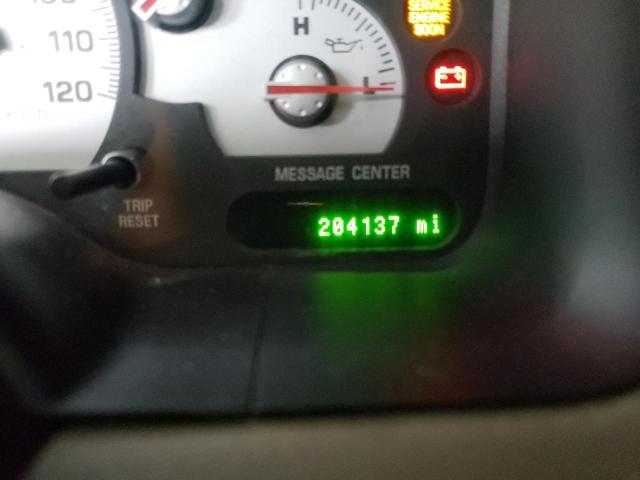 SERVICE
ENGINE
SOON
H
110
120
L
MESSAGE CENTER
TRIP
RESET
204137 mi